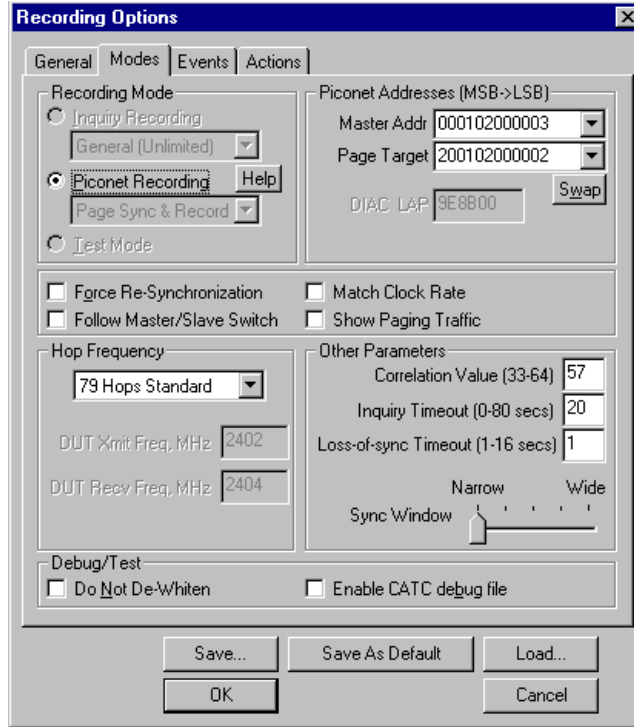 Recording Options
General Modes Events Actions
Recording Mode
Inquiry Recording
General (Unlimited)
Piconet Recording Help
Page Sync & Record
Test Mode
Piconet Addresses (MSB->LSB)
Master Addr 000102000003
Page Target 200102000002
Swap
DIAC LAP 9E8B00
Force Re-Synchronization Match Clock Rate
Follow Master/Slave Switch Show Paging Traffic
Hop Frequency
79 Hops Standard
DUT Xmit Freq, MHz 2402
DUT Recv Freq, MHz 2404
Other Parameters
Correlation Value (33-64) 57
Inquiry Timeout (0-80 secs) 20
Loss-of-sync Timeout (1-16 secs) 1
Narrow Wide
Sync Window
Debug/Test
Do Not De-Whiten Enable CATC debug file
Save... Save As Default Load...
OK Cancel